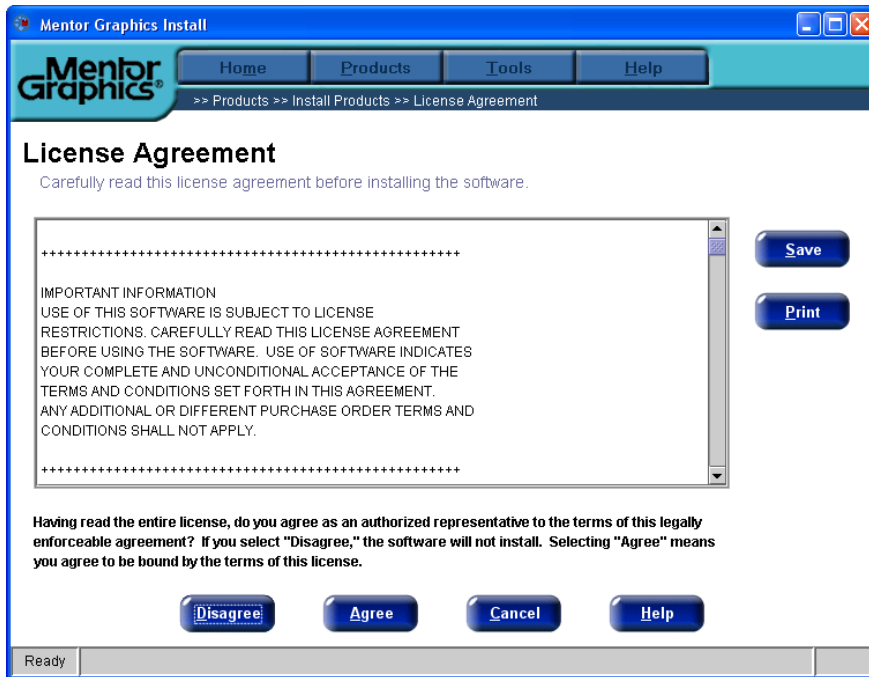 Mentor Graphics Install
Mentor
Graphics®
Home
Products
Tools
Help
>> Products >> Install Products >> License Agreement
License Agreement
Carefully read this license agreement before installing the software.
++++++++++++++++++++++++++++++++++++++++++++++++++++
IMPORTANT INFORMATION
USE OF THIS SOFTWARE IS SUBJECT TO LICENSE
RESTRICTIONS. CAREFULLY READ THIS LICENSE AGREEMENT
BEFORE USING THE SOFTWARE.  USE OF SOFTWARE INDICATES
YOUR COMPLETE AND UNCONDITIONAL ACCEPTANCE OF THE
TERMS AND CONDITIONS SET FORTH IN THIS AGREEMENT.
ANY ADDITIONAL OR DIFFERENT PURCHASE ORDER TERMS AND
CONDITIONS SHALL NOT APPLY.
++++++++++++++++++++++++++++++++++++++++++++++++++++
Save
Print
Having read the entire license, do you agree as an authorized representative to the terms of this legally
enforceable agreement?  If you select "Disagree," the software will not install.  Selecting "Agree" means
you agree to be bound by the terms of this license.
Disagree
Agree
Cancel
Help
Ready